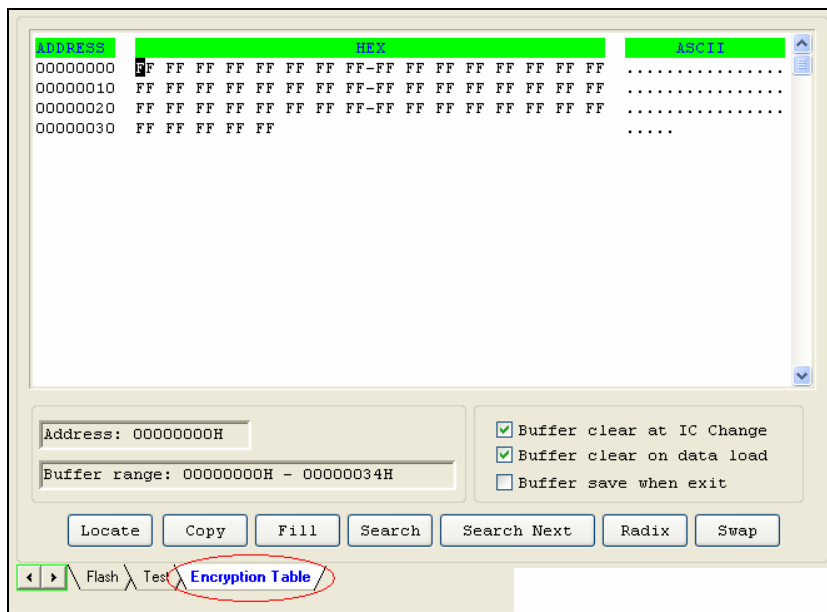 ADDRESS HEX ASCII
00000000 FF FF FF FF FF FF FF FF-FF FF FF FF FF FF FF FF ................
00000010 FF FF FF FF FF FF FF FF-FF FF FF FF FF FF FF FF ................
00000020 FF FF FF FF FF FF FF FF-FF FF FF FF FF FF FF FF ................
00000030 FF FF FF FF FF .....
Address: 00000000H
Buffer range: 00000000H - 00000034H
Buffer clear at IC Change
Buffer clear on data load
Buffer save when exit
Locate Copy Fill Search Search Next Radix Swap
Flash Test Encryption Table